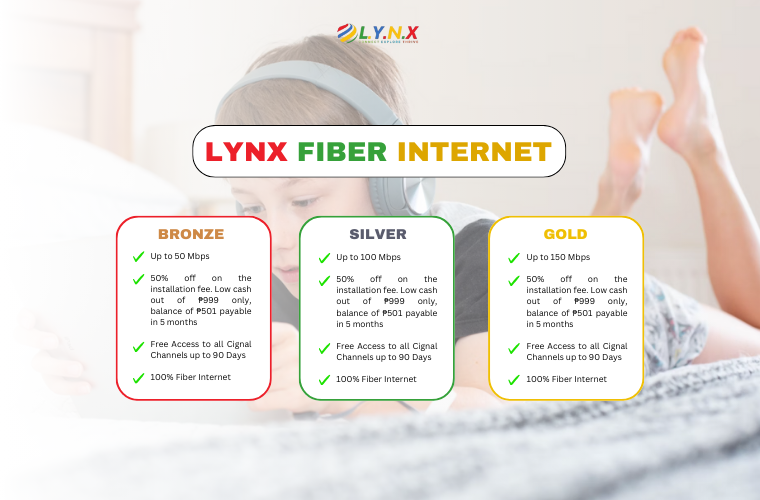 L.Y.N.X
LYNX FIBER INTERNET
BRONZE
Up to 50 Mbps
50% off on the
installation fee. Low cash
out of ₱999 only,
balance of ₱501 payable
in 5 months
Free Access to all Cignal
Channels up to 90 Days
100% Fiber Internet
SILVER
Up to 100 Mbps
50% off on the
installation fee. Low cash
out of ₱999 only,
balance of ₱501 payable
in 5 months
Free Access to all Cignal
Channels up to 90 Days
100% Fiber Internet
GOLD
Up to 150 Mbps
50% off on the
installation fee. Low cash
out of ₱999 only,
balance of ₱501 payable
in 5 months
Free Access to all Cignal
Channels up to 90 Days
100% Fiber Internet